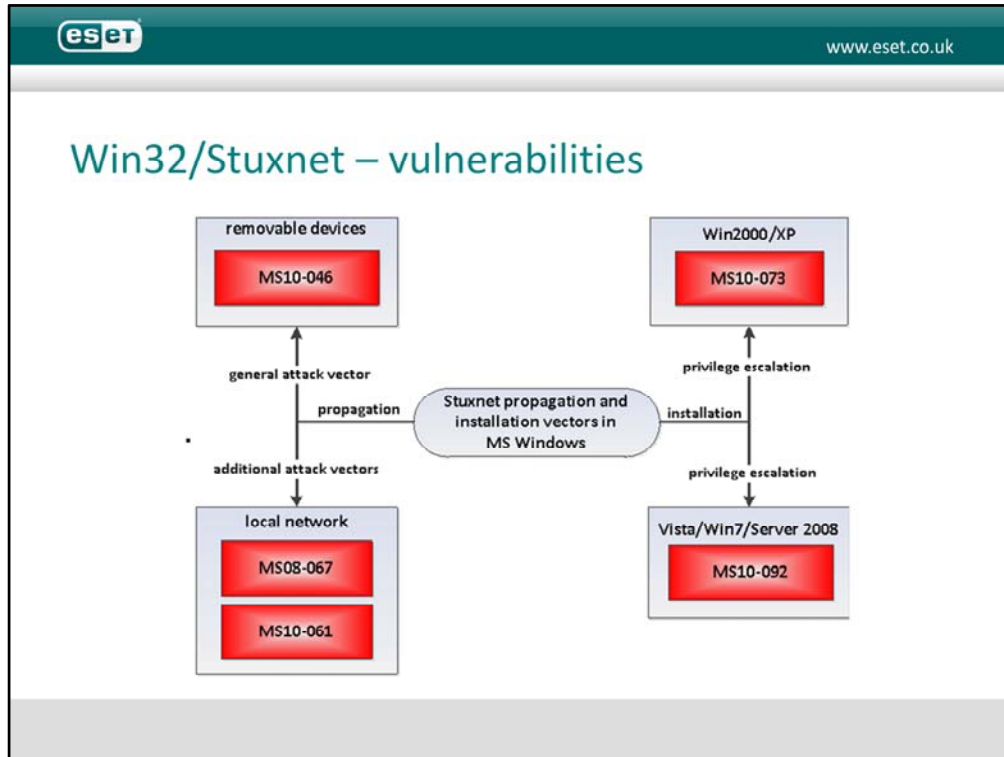 eseT
www.eset.co.uk
Win32/Stuxnet – vulnerabilities
removable devices
MS10-046
Win2000/XP
MS10-073
general attack vector
privilege escalation
propagation
Stuxnet propagation and
installation vectors in
MS Windows
installation
additional attack vectors
privilege escalation
local network
MS08-067
MS10-061
Vista/Win7/Server 2008
MS10-092